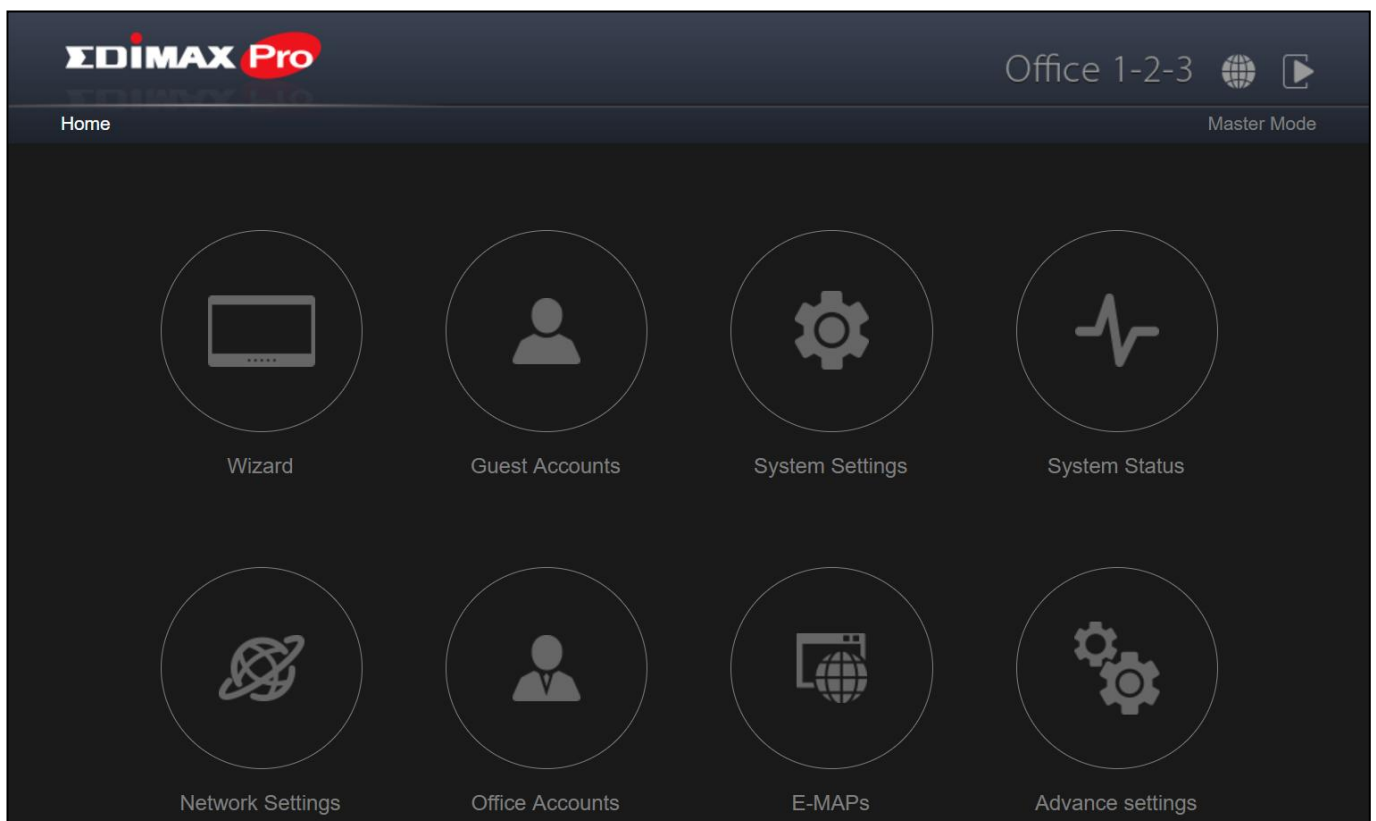 EDIMAX Pro
Office 1-2-3
Home
Master Mode
Wizard
Guest Accounts
System Settings
System Status
Network Settings
Office Accounts
E-MAPs
Advance settings